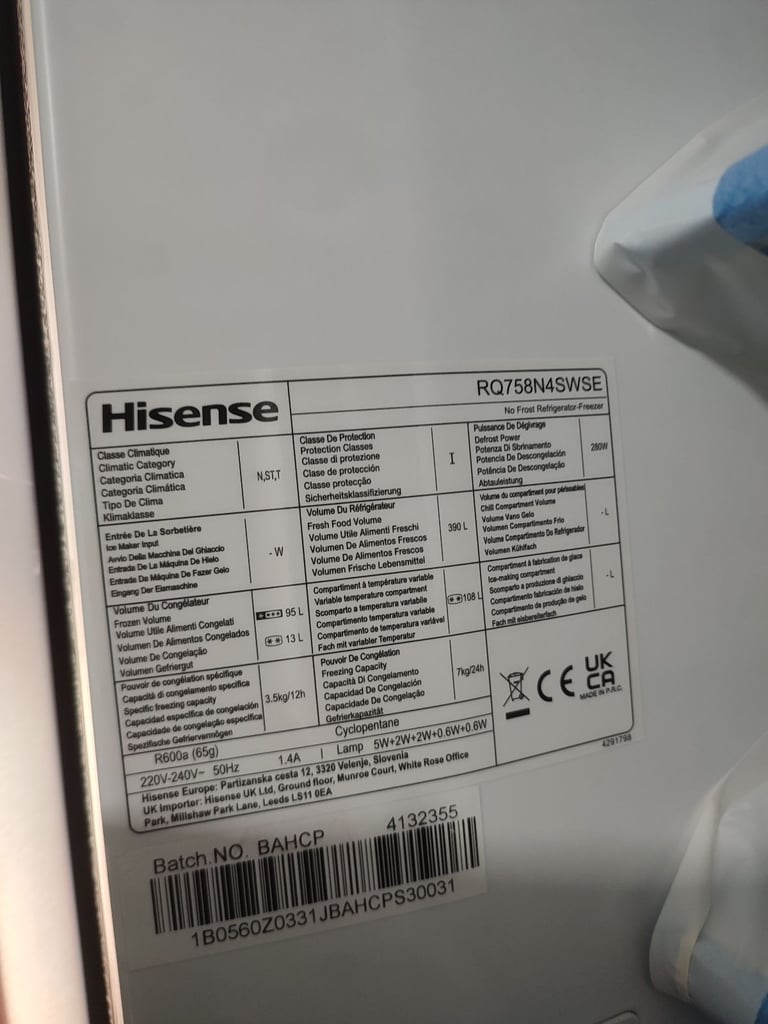 Hisense
RQ758N4SWSE
No Frost Refrigerator-Freezer
Classe Climatique
Climatic Category
Categoria Climatica
Categoría Climática
Tipo De Clima
Klimaklasse
N,ST,T
Classe De Protection
Protection Classes
Classe di protezione
Clase de protección
Classe protecção
Sicherheitsklassifizierung
I
Puissance De Dégivrage
Defrost Power
Potenza Di Sbrinamento
Potencia De Descongelación
Potência De Descongelação
Abtauleistung
280W
Entrée De La Sorbetière
Ice Maker Input
Avvio Della Macchina Del Ghiaccio
Entrada De La Máquina De Hielo
Entrada Da Máquina De Fazer Gelo
Eingang Der Eismaschine
- W
Volume Du Réfrigérateur
Fresh Food Volume
Volume Utile Alimenti Freschi
Volumen De Alimentos Frescos
Volume De Alimentos Frescos
Volumen Frische Lebensmittel
390 L
Volume du compartiment pour périssables
Chill Compartment Volume
Volume Vano Gelo
Volumen Compartimento Frío
Volume Compartimento De Refrigerador
Volumen Kühlfach
- L
Volume Du Congélateur
Frozen Volume
Volume Utile Alimenti Congelati
Volumen De Alimentos Congelados
Volume De Congelação
Volumen Gefriergut
95 L
13 L
Compartiment à température variable
Variable temperature compartment
Scomparto a temperatura variabile
Compartimento temperatura variable
Compartimento de temperatura variável
Fach mit variabler Temperatur
108 L
Compartiment à fabrication de glace
Ice-making compartment
Scomparto a produzione di ghiaccio
Compartimento fabricación de hielo
Compartimento de produção de gelo
Fach mit eisbereiterfach
- L
Pouvoir de congélation spécifique
Capacità di congelamento specifica
Specific freezing capacity
Capacidad específica de congelación
Capacidade de congelação específica
Spezifische Gefriervermögen
3.5kg/12h
Pouvoir De Congélation
Freezing Capacity
Capacità Di Congelamento
Capacidad De Congelación
Capacidade De Congelação
Gefrierkapazität
7kg/24h
CE
UK
CA
MADE IN P.R.C.
R600a (65g)
Cyclopentane
220V-240V~ 50Hz
1.4A | Lamp 5W+2W+2W+0.6W+0.6W
Hisense Europe: Partizanska cesta 12, 3320 Velenje, Slovenia
UK Importer: Hisense UK Ltd, Ground floor, Munroe Court, White Rose Office
Park, Millshaw Park Lane, Leeds LS11 0EA
4291798
Batch.NO. BAHCP
4132355
1B0560Z0331JBAHCPS30031